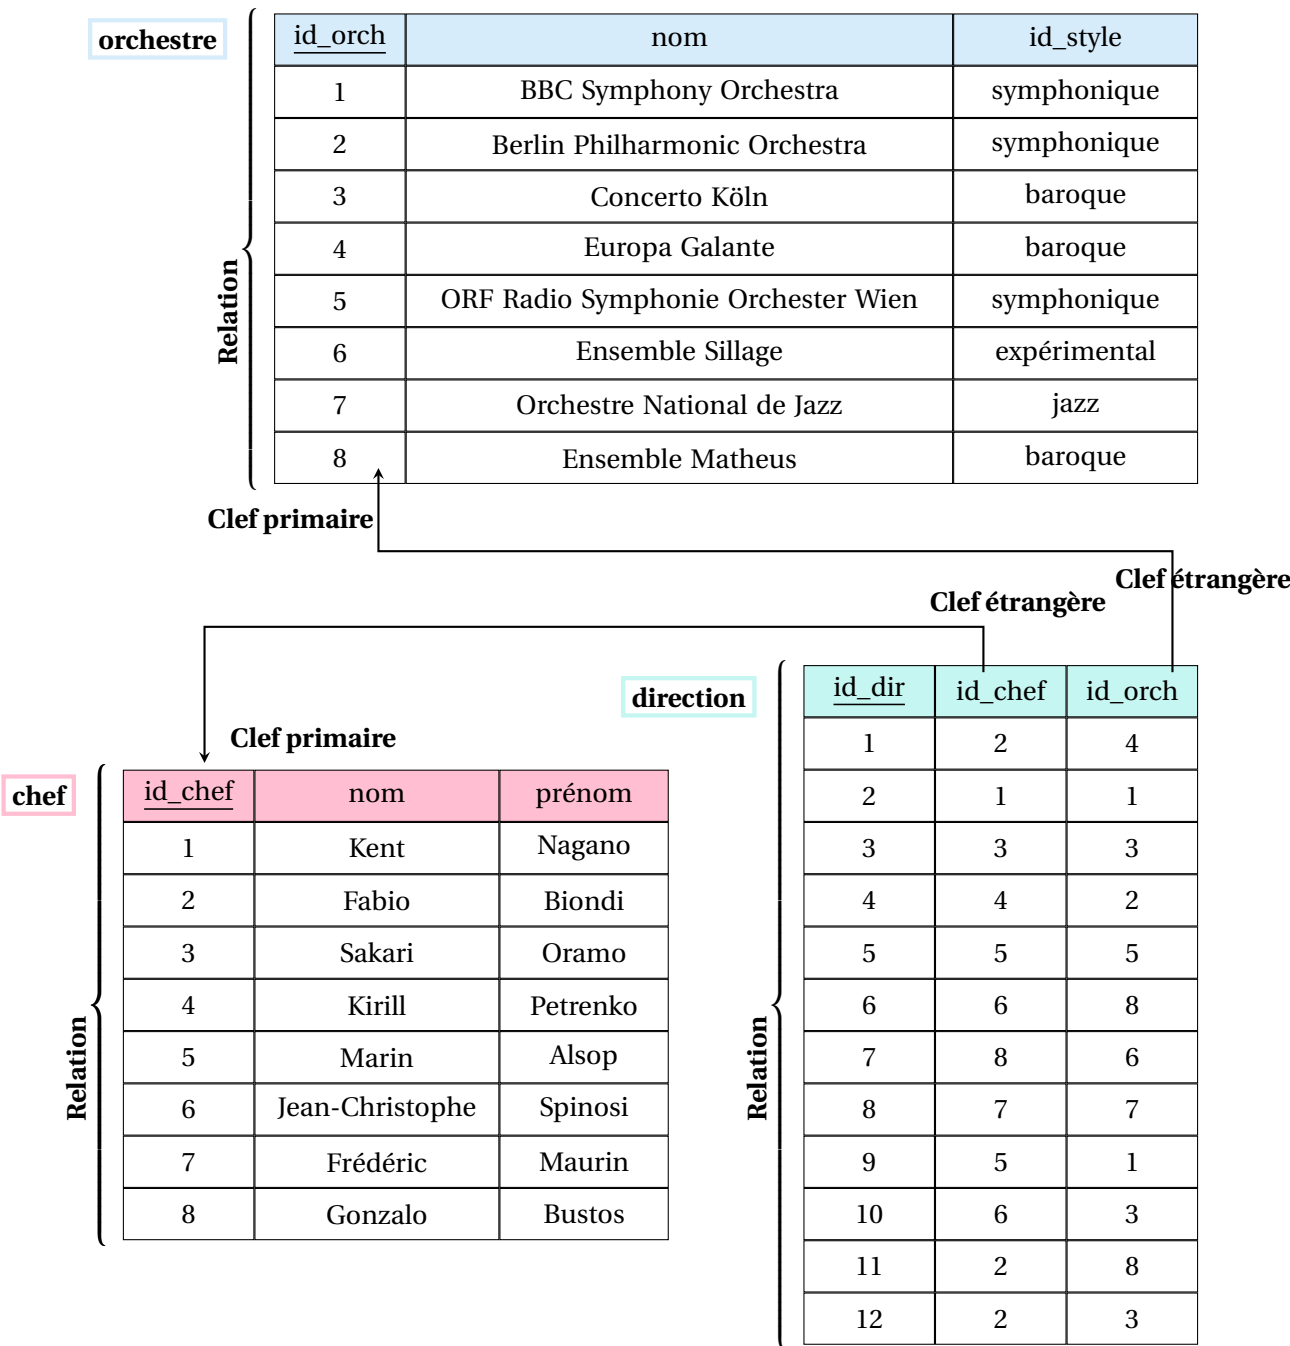 orchestre
id_orch nom id_style
1 BBC Symphony Orchestra symphonique
2 Berlin Philharmonic Orchestra symphonique
3 Concerto Köln baroque
4 Europa Galante baroque
5 ORF Radio Symphonie Orchester Wien symphonique
6 Ensemble Sillage expérimental
7 Orchestre National de Jazz jazz
8 Ensemble Matheus baroque
Relation
Clef primaire
Clef étrangère
Clef étrangère
Clef primaire
chef
id_chef nom prénom
1 Kent Nagano
2 Fabio Biondi
3 Sakari Oramo
4 Kirill Petrenko
5 Marin Alsop
6 Jean-Christophe Spinosi
7 Frédéric Maurin
8 Gonzalo Bustos
Relation
direction
id_dir id_chef id_orch
1 2 4
2 1 1
3 3 3
4 4 2
5 5 5
6 6 8
7 8 6
8 7 7
9 5 1
10 6 3
11 2 8
12 2 3
Relation